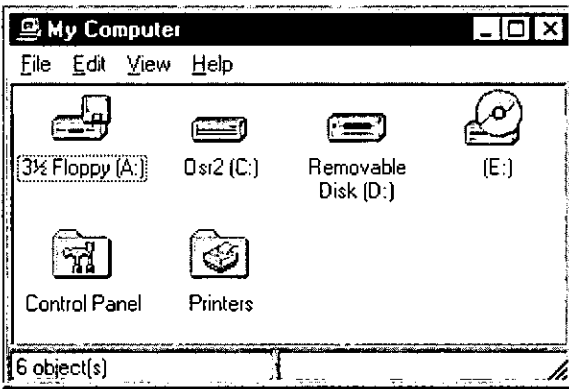 My Computer
File Edit View Help
3½ Floppy (A:) Osr2 (C:) Removable Disk (D:) (E:)
Control Panel Printers
6 object(s)